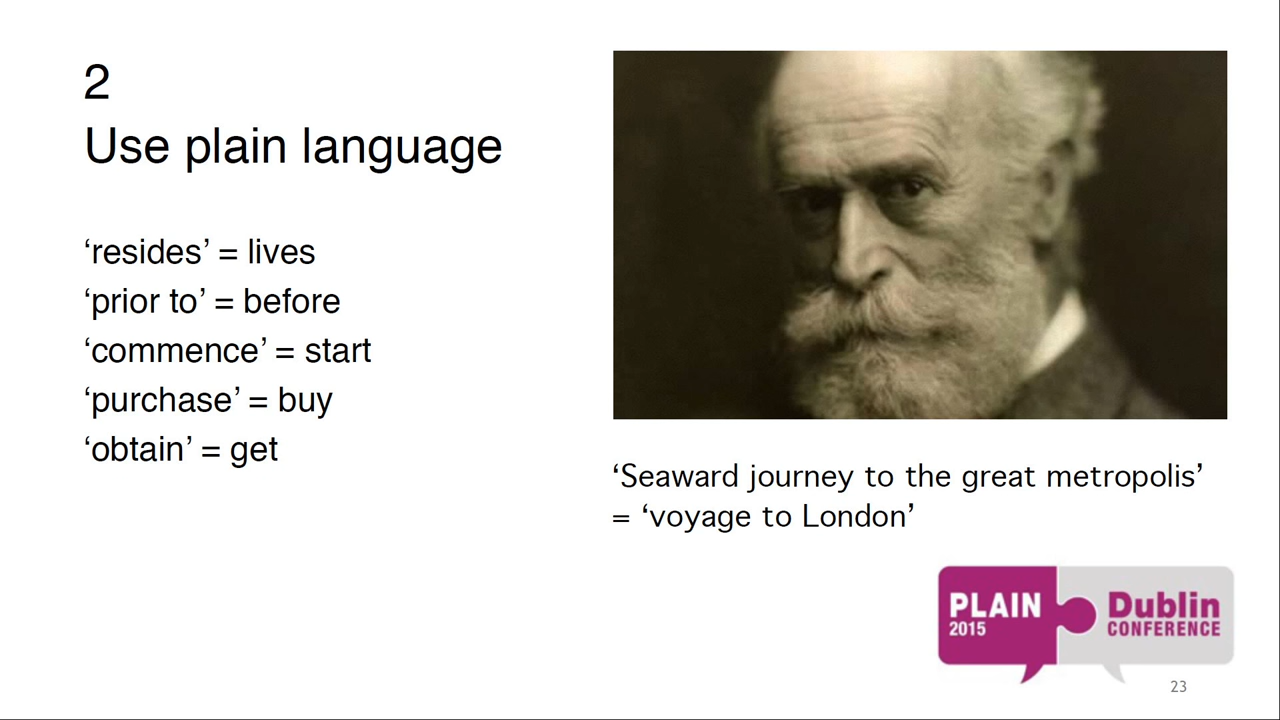 2
Use plain language
‘resides’ = lives
‘prior to’ = before
‘commence’ = start
‘purchase’ = buy
‘obtain’ = get
‘Seaward journey to the great metropolis’
= ‘voyage to London’
PLAIN
2015
Dublin
CONFERENCE
23